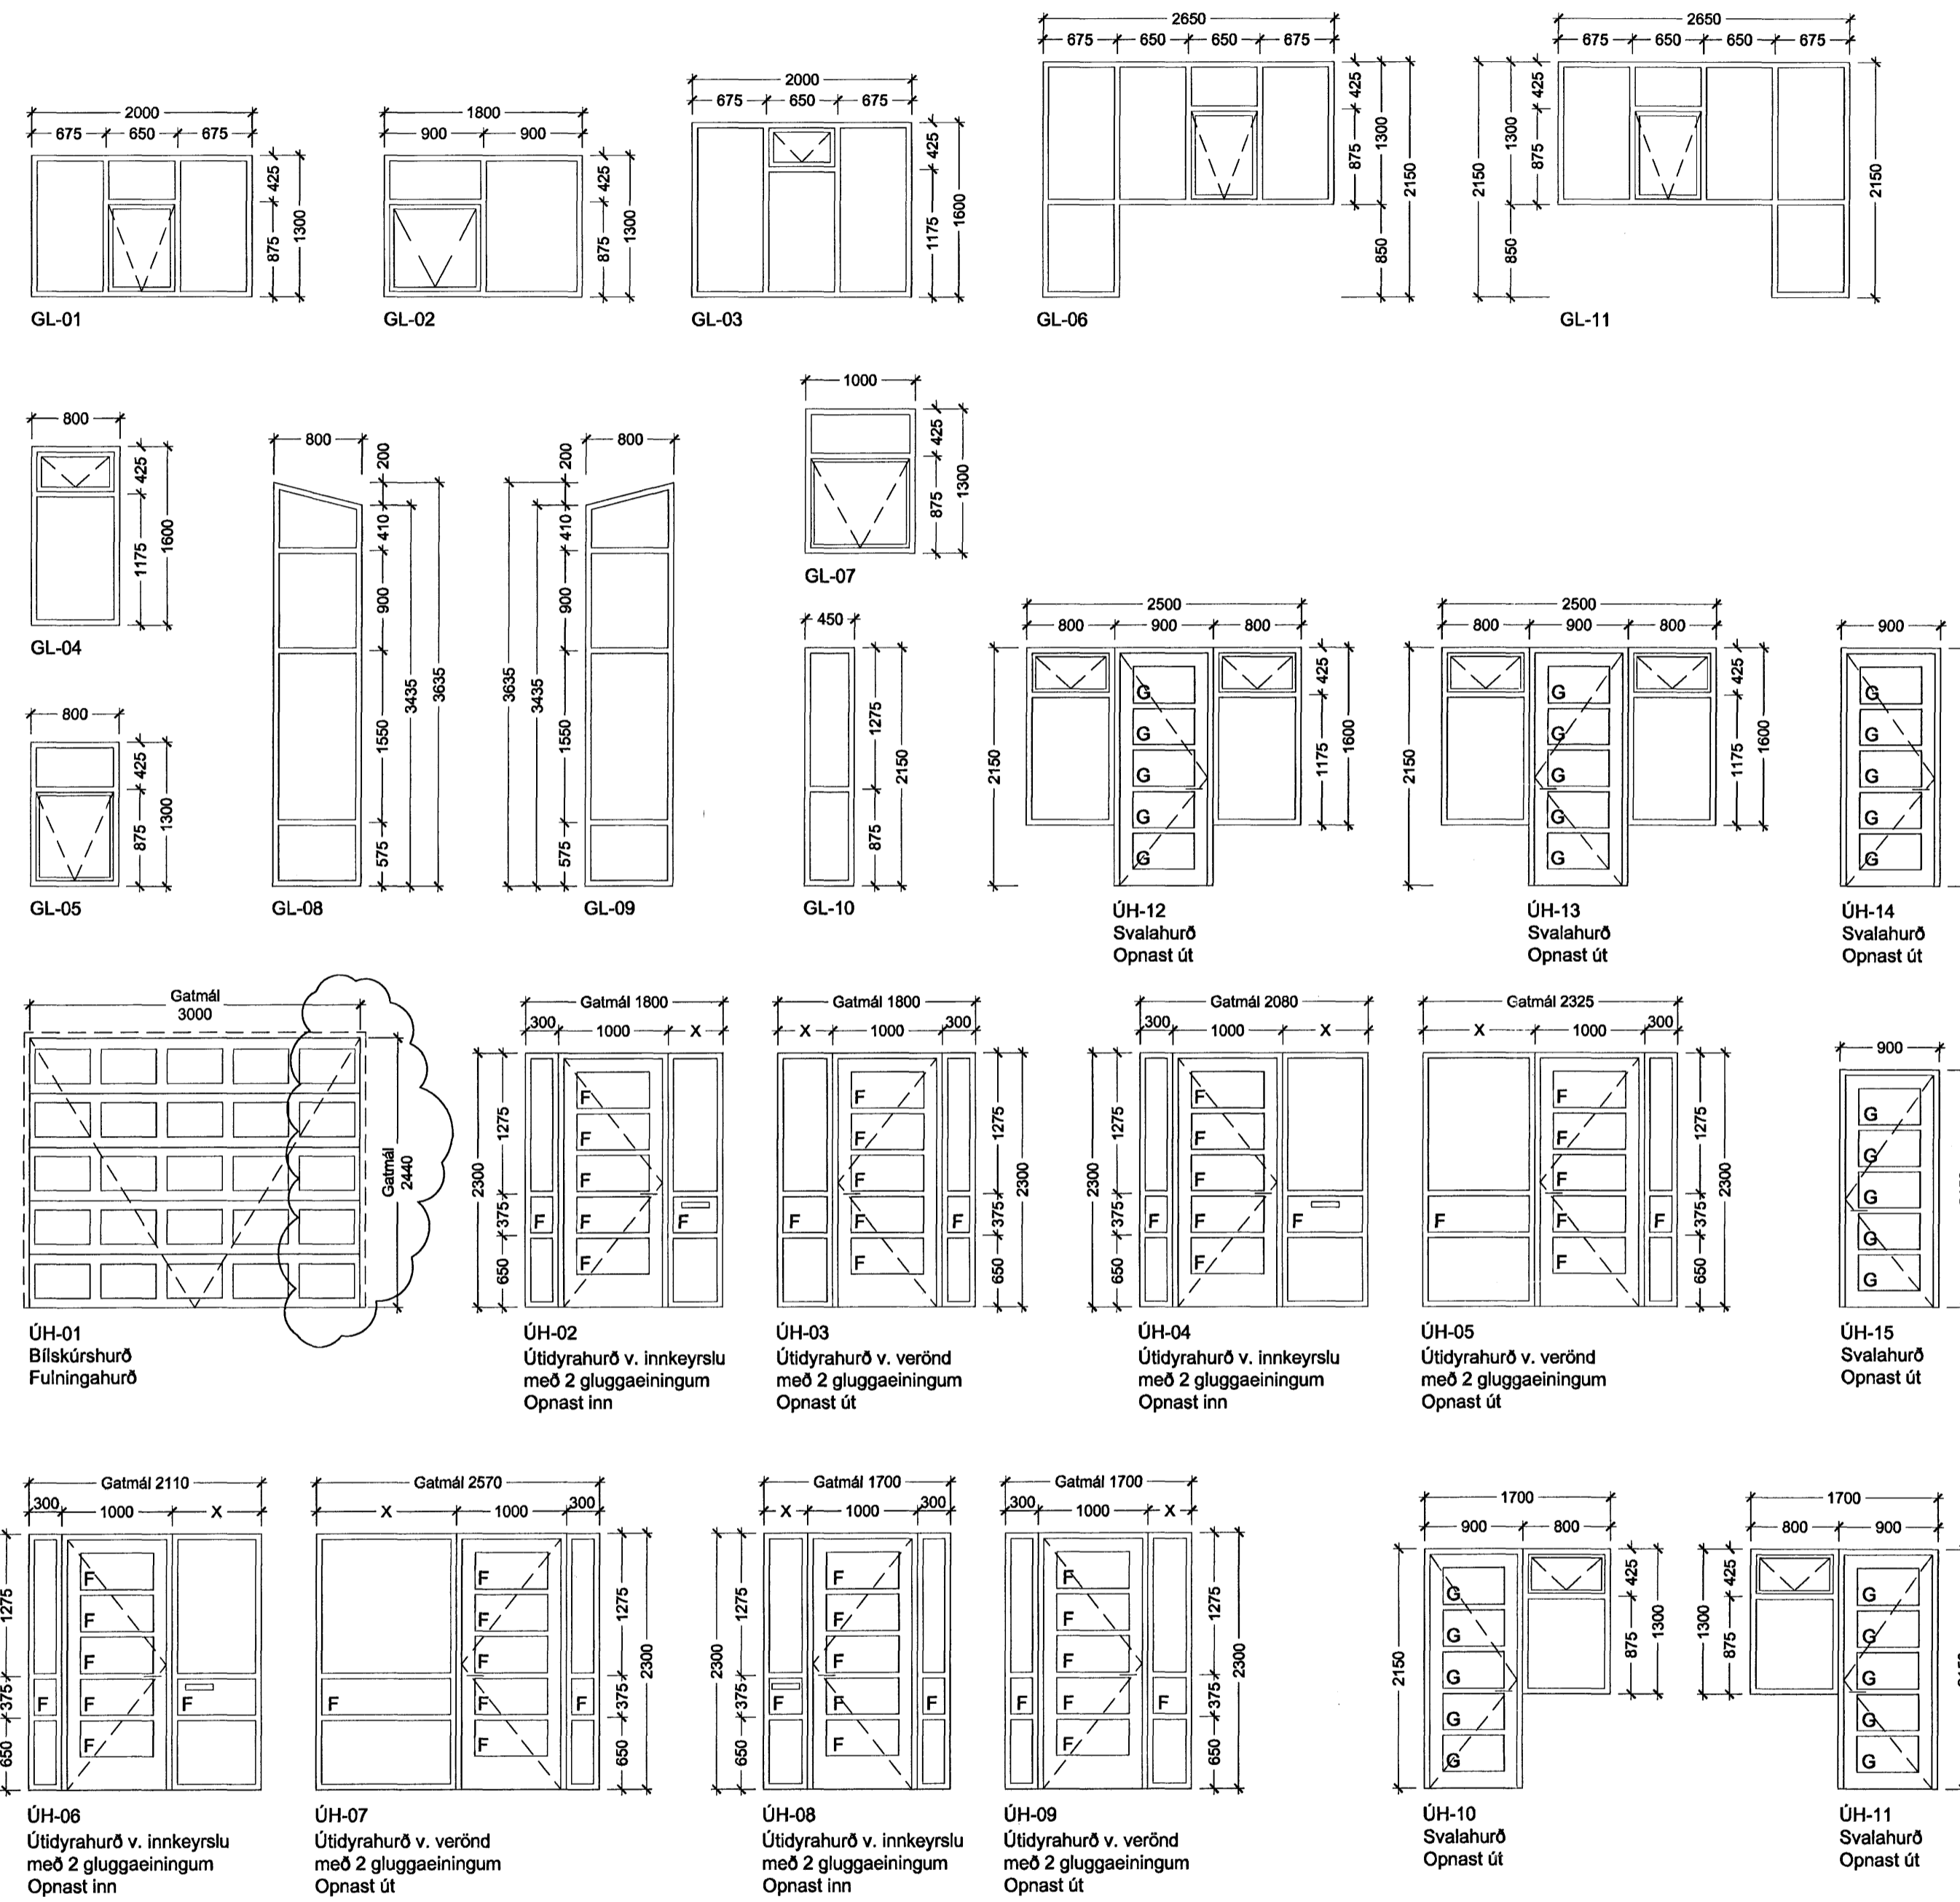 2000
675 650 675
425
875
1300
GL-01
1800
900 900
425
875
1300
GL-02
2000
675 650 675
425
1175
1600
GL-03
2650
675 650 650 675
425
875
1300
850
2150
GL-06
2650
675 650 650 675
2150
1300
850
425
875
2150
GL-11
800
425
1175
1600
GL-04
800
425
875
1300
GL-05
800
200
410
900
1550
575
3435
3635
GL-08
800
200
410
900
1550
575
3435
3635
GL-09
1000
425
875
1300
GL-07
450
1275
875
2150
GL-10
2500
800 900 800
2150
G
G
G
G
G
425
1175
1600
ÚH-12
Svalahurð
Opnast út
2500
800 900 800
2150
G
G
G
G
G
425
1175
1600
ÚH-13
Svalahurð
Opnast út
900
G
G
G
G
G
ÚH-14
Svalahurð
Opnast út
Gatmál
3000
Gatmál
2440
ÚH-01
Bílskúrshurð
Fulningahurð
Gatmál 1800
300 1000 X
2300
1275
375
650
F
F
F
F
F
F
F
ÚH-02
Útidyrahurð v. innkeyrslu
með 2 gluggaeiningum
Opnast inn
Gatmál 1800
X 1000 300
F
F
F
F
F
F
F
1275
375
650
2300
ÚH-03
Útidyrahurð v. verönd
með 2 gluggaeiningum
Opnast út
Gatmál 2080
300 1000 X
2300
1275
375
650
F
F
F
F
F
F
F
ÚH-04
Útidyrahurð v. innkeyrslu
með 2 gluggaeiningum
Opnast inn
Gatmál 2325
X 1000 300
F
F
F
F
F
F
F
1275
375
650
2300
ÚH-05
Útidyrahurð v. verönd
með 2 gluggaeiningum
Opnast út
900
G
G
G
G
G
ÚH-15
Svalahurð
Opnast út
Gatmál 2110
300 1000 X
1275
375
650
F
F
F
F
F
F
F
ÚH-06
Útidyrahurð v. innkeyrslu
með 2 gluggaeiningum
Opnast inn
Gatmál 2570
X 1000 300
F
F
F
F
F
F
F
1275
375
650
2300
ÚH-07
Útidyrahurð v. verönd
með 2 gluggaeiningum
Opnast út
Gatmál 1700
X 1000 300
2300
1275
375
650
F
F
F
F
F
F
F
ÚH-08
Útidyrahurð v. innkeyrslu
með 2 gluggaeiningum
Opnast inn
Gatmál 1700
300 1000 X
F
F
F
F
F
F
F
1275
375
650
2300
ÚH-09
Útidyrahurð v. verönd
með 2 gluggaeiningum
Opnast út
1700
900 800
2150
G
G
G
G
G
425
875
1300
ÚH-10
Svalahurð
Opnast út
1700
800 900
1300
425
875
G
G
G
G
G
ÚH-11
Svalahurð
Opnast út